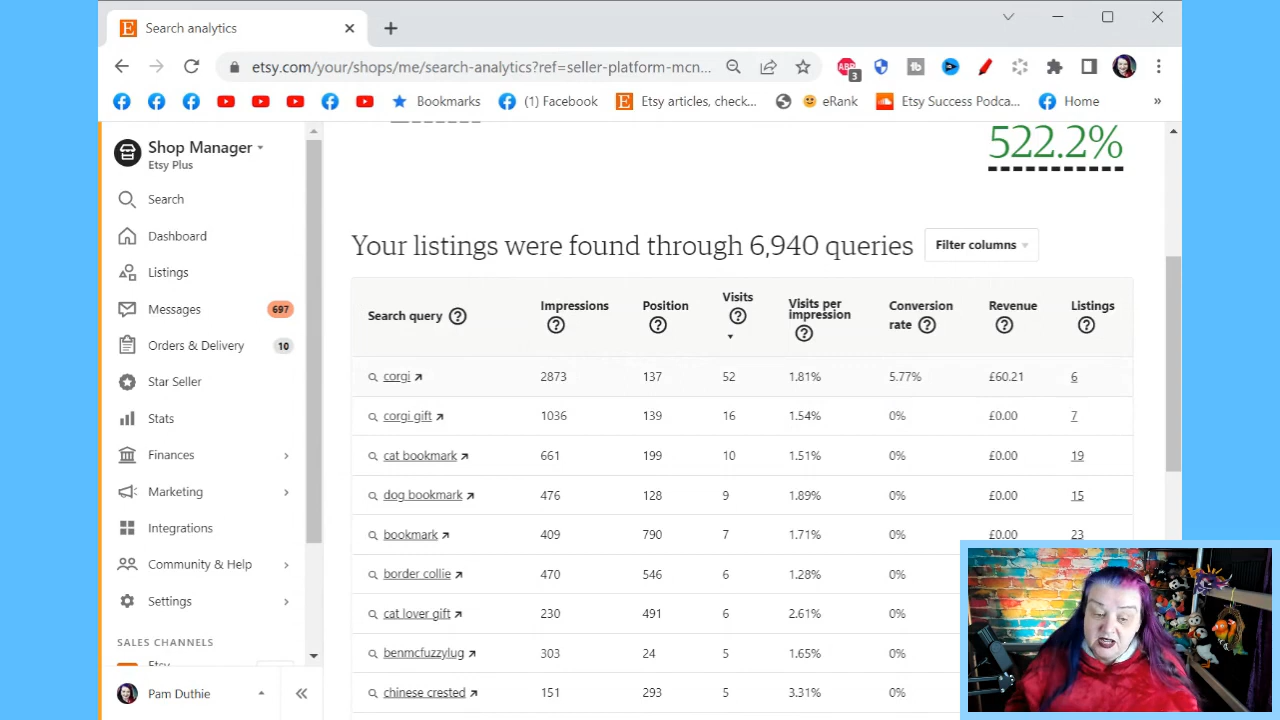 Search analytics
etsy.com/your/shops/me/search-analytics?ref=seller-platform-mcn...
ABP
3
tb
Bookmarks
(1) Facebook
Etsy articles, check...
eRank
Etsy Success Podca...
Home
»
Shop Manager
Etsy Plus
Search
Dashboard
Listings
Messages 697
Orders & Delivery 10
Star Seller
Stats
Finances
Marketing
Integrations
Community & Help
Settings
SALES CHANNELS
Etsy
Pam Duthie
522.2%
Your listings were found through 6,940 queries
Filter columns
Search query Impressions Position Visits Visits per impression Conversion rate Revenue Listings
corgi 2873 137 52 1.81% 5.77% £60.21 6
corgi gift 1036 139 16 1.54% 0% £0.00 7
cat bookmark 661 199 10 1.51% 0% £0.00 19
dog bookmark 476 128 9 1.89% 0% £0.00 15
bookmark 409 790 7 1.71% 0% £0.00 23
border collie 470 546 6 1.28% 0%
cat lover gift 230 491 6 2.61% 0%
benmcfuzzylug 303 24 5 1.65% 0%
chinese crested 151 293 5 3.31% 0%